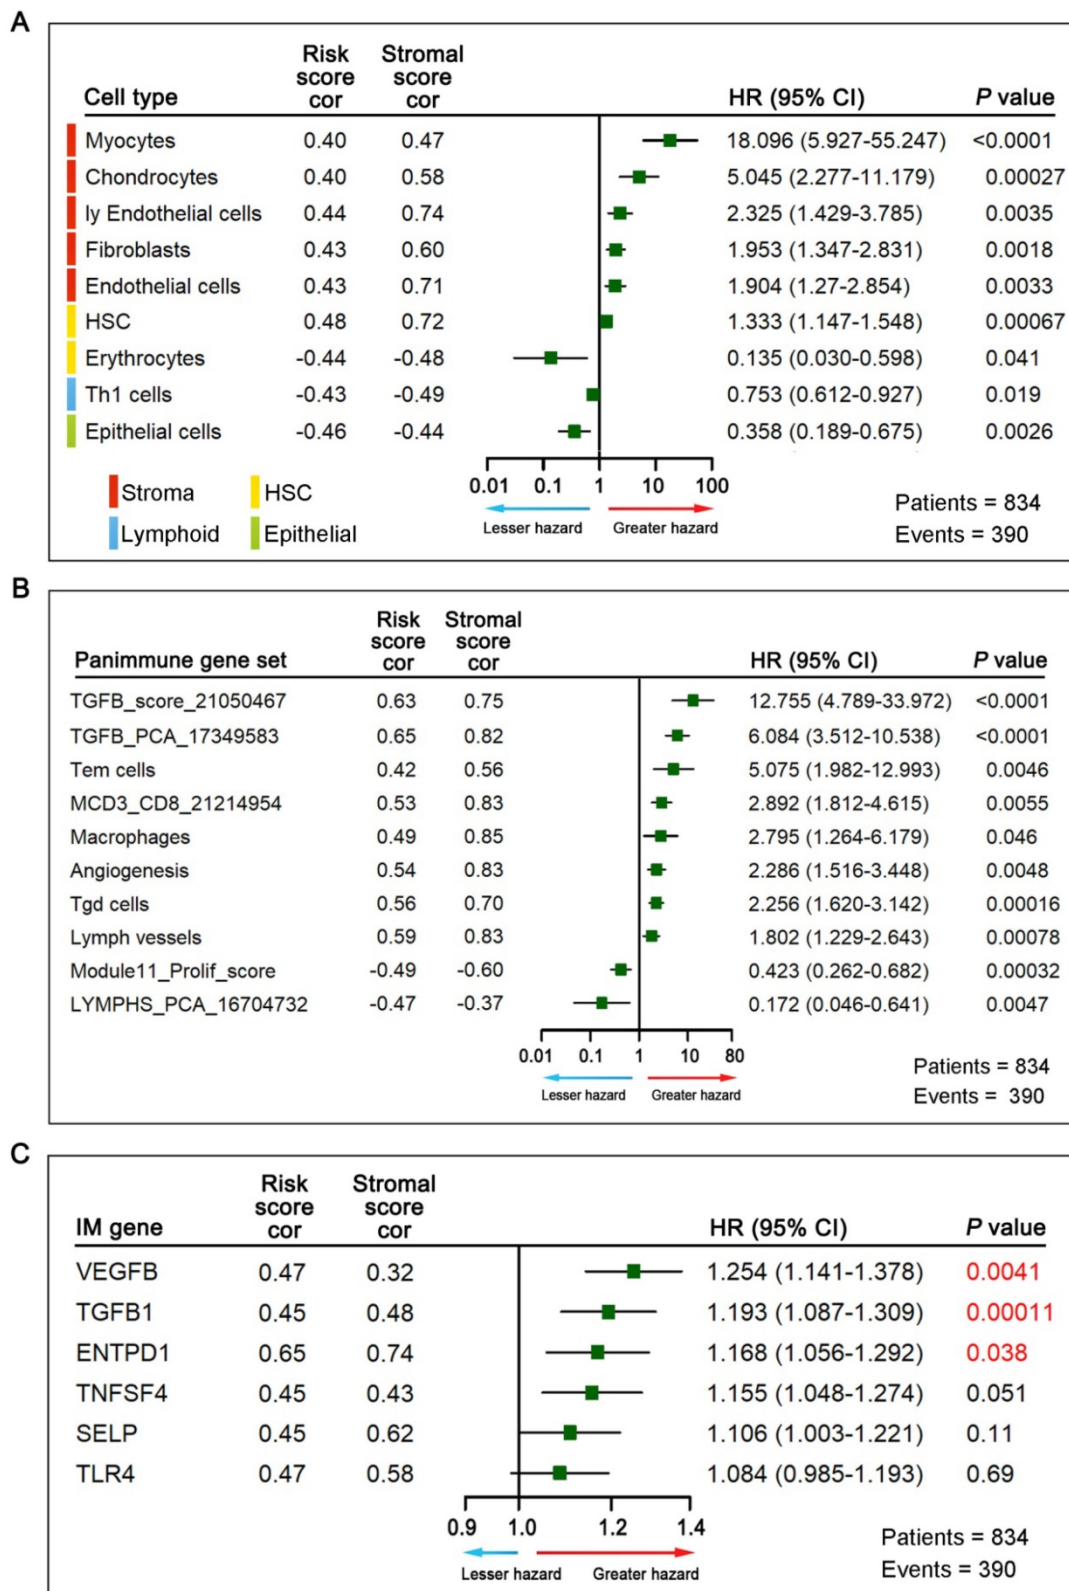 A
Cell type Risk score cor Stromal score cor HR (95% CI) P value
Myocytes 0.40 0.47 18.096 (5.927-55.247) <0.0001
Chondrocytes 0.40 0.58 5.045 (2.277-11.179) 0.00027
ly Endothelial cells 0.44 0.74 2.325 (1.429-3.785) 0.0035
Fibroblasts 0.43 0.60 1.953 (1.347-2.831) 0.0018
Endothelial cells 0.43 0.71 1.904 (1.27-2.854) 0.0033
HSC 0.48 0.72 1.333 (1.147-1.548) 0.00067
Erythrocytes -0.44 -0.48 0.135 (0.030-0.598) 0.041
Th1 cells -0.43 -0.49 0.753 (0.612-0.927) 0.019
Epithelial cells -0.46 -0.44 0.358 (0.189-0.675) 0.0026
0.01 0.1 1 10 100
Lesser hazard Greater hazard
Stroma HSC
Lymphoid Epithelial
Patients = 834
Events = 390
B
Panimmune gene set Risk score cor Stromal score cor HR (95% CI) P value
TGFB_score_21050467 0.63 0.75 12.755 (4.789-33.972) <0.0001
TGFB_PCA_17349583 0.65 0.82 6.084 (3.512-10.538) <0.0001
Tem cells 0.42 0.56 5.075 (1.982-12.993) 0.0046
MCD3_CD8_21214954 0.53 0.83 2.892 (1.812-4.615) 0.0055
Macrophages 0.49 0.85 2.795 (1.264-6.179) 0.046
Angiogenesis 0.54 0.83 2.286 (1.516-3.448) 0.0048
Tgd cells 0.56 0.70 2.256 (1.620-3.142) 0.00016
Lymph vessels 0.59 0.83 1.802 (1.229-2.643) 0.00078
Module11_Prolif_score -0.49 -0.60 0.423 (0.262-0.682) 0.00032
LYMPHS_PCA_16704732 -0.47 -0.37 0.172 (0.046-0.641) 0.0047
0.01 0.1 1 10 80
Lesser hazard Greater hazard
Patients = 834
Events = 390
C
IM gene Risk score cor Stromal score cor HR (95% CI) P value
VEGFB 0.47 0.32 1.254 (1.141-1.378) 0.0041
TGFB1 0.45 0.48 1.193 (1.087-1.309) 0.00011
ENTPD1 0.65 0.74 1.168 (1.056-1.292) 0.038
TNFSF4 0.45 0.43 1.155 (1.048-1.274) 0.051
SELP 0.45 0.62 1.106 (1.003-1.221) 0.11
TLR4 0.47 0.58 1.084 (0.985-1.193) 0.69
0.9 1.0 1.2 1.4
Lesser hazard Greater hazard
Patients = 834
Events = 390